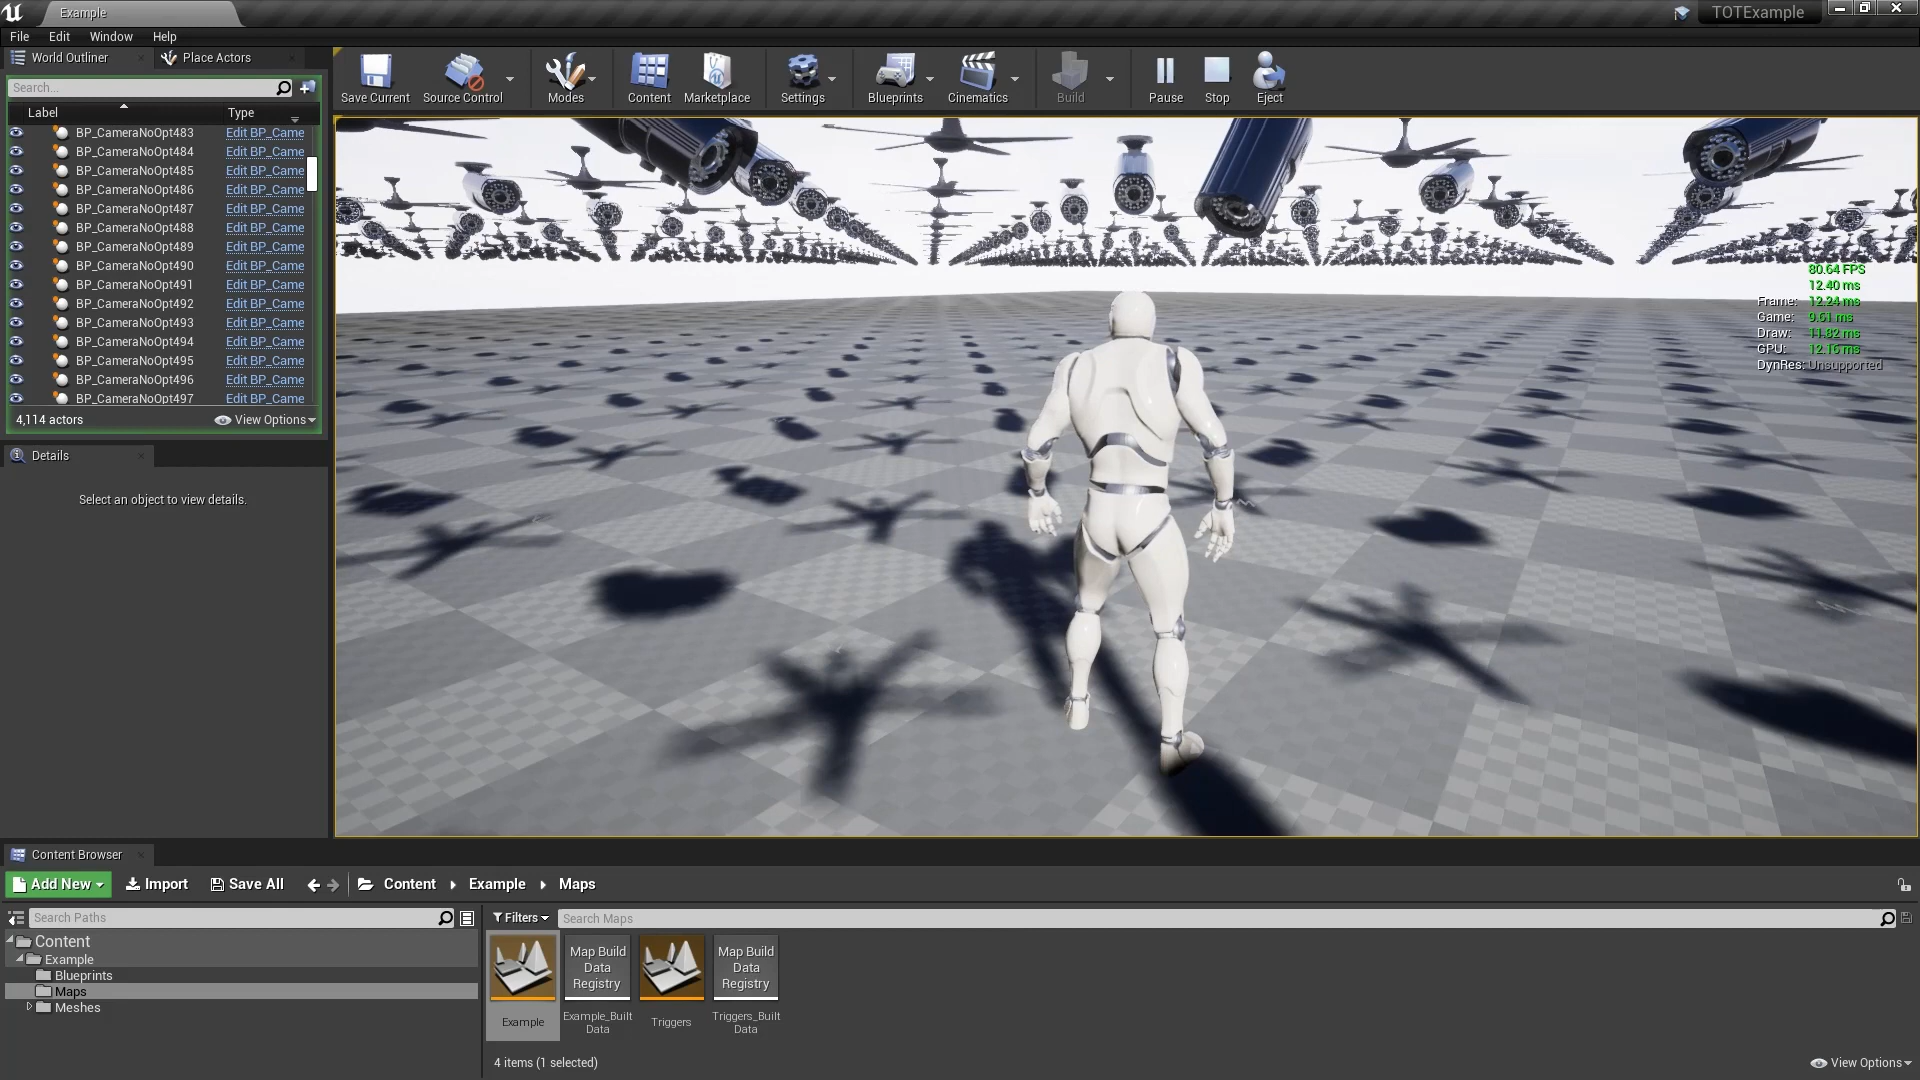 Example
TOTExample
File Edit Window Help
World Outliner
Place Actors
Search...
Label Type
BP_CameraNoOpt483 Edit BP_Came
BP_CameraNoOpt484 Edit BP_Came
BP_CameraNoOpt485 Edit BP_Came
BP_CameraNoOpt486 Edit BP_Came
BP_CameraNoOpt487 Edit BP_Came
BP_CameraNoOpt488 Edit BP_Came
BP_CameraNoOpt489 Edit BP_Came
BP_CameraNoOpt490 Edit BP_Came
BP_CameraNoOpt491 Edit BP_Came
BP_CameraNoOpt492 Edit BP_Came
BP_CameraNoOpt493 Edit BP_Came
BP_CameraNoOpt494 Edit BP_Came
BP_CameraNoOpt495 Edit BP_Came
BP_CameraNoOpt496 Edit BP_Came
BP_CameraNoOpt497 Edit BP_Came
4,114 actors View Options
Details
Select an object to view details.
Save Current Source Control Modes Content Marketplace Settings Blueprints Cinematics Build Pause Stop Eject
80.64 FPS
12.40 ms
Frame: 12.24 ms
Game: 9.61 ms
Draw: 11.82 ms
GPU: 12.16 ms
DynRes: Unsupported
Content Browser
Add New Import Save All Content Example Maps
Search Paths
Content
Example
Blueprints
Maps
Meshes
Filters Search Maps
Map Build
Data
Registry
Map Build
Data
Registry
Example
Example_Built
Data
Triggers
Triggers_Built
Data
4 items (1 selected)
View Options